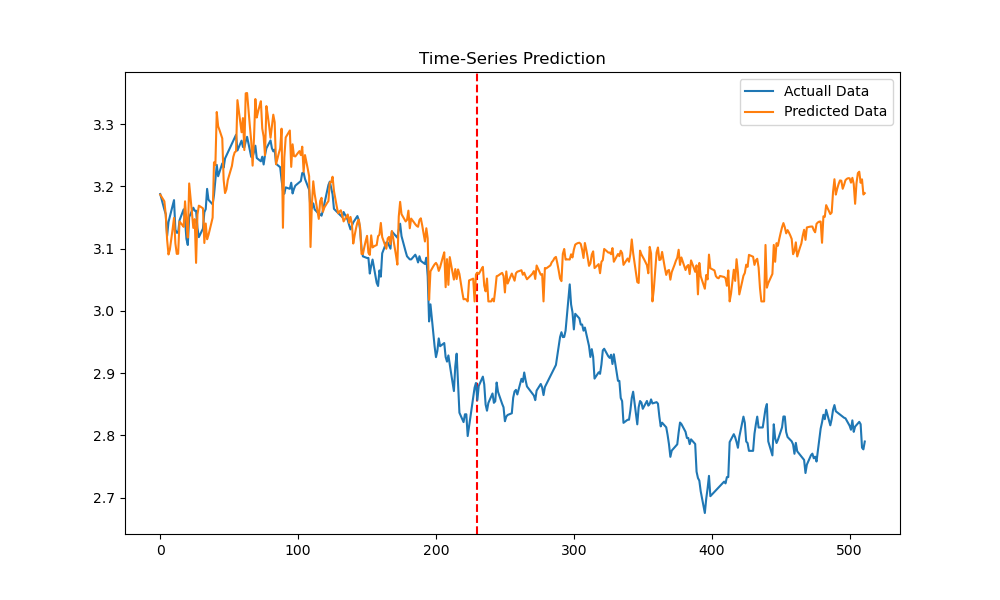 Time-Series Prediction
Actuall Data
Predicted Data
3.3
3.2
3.1
3.0
2.9
2.8
2.7
0 100 200 300 400 500